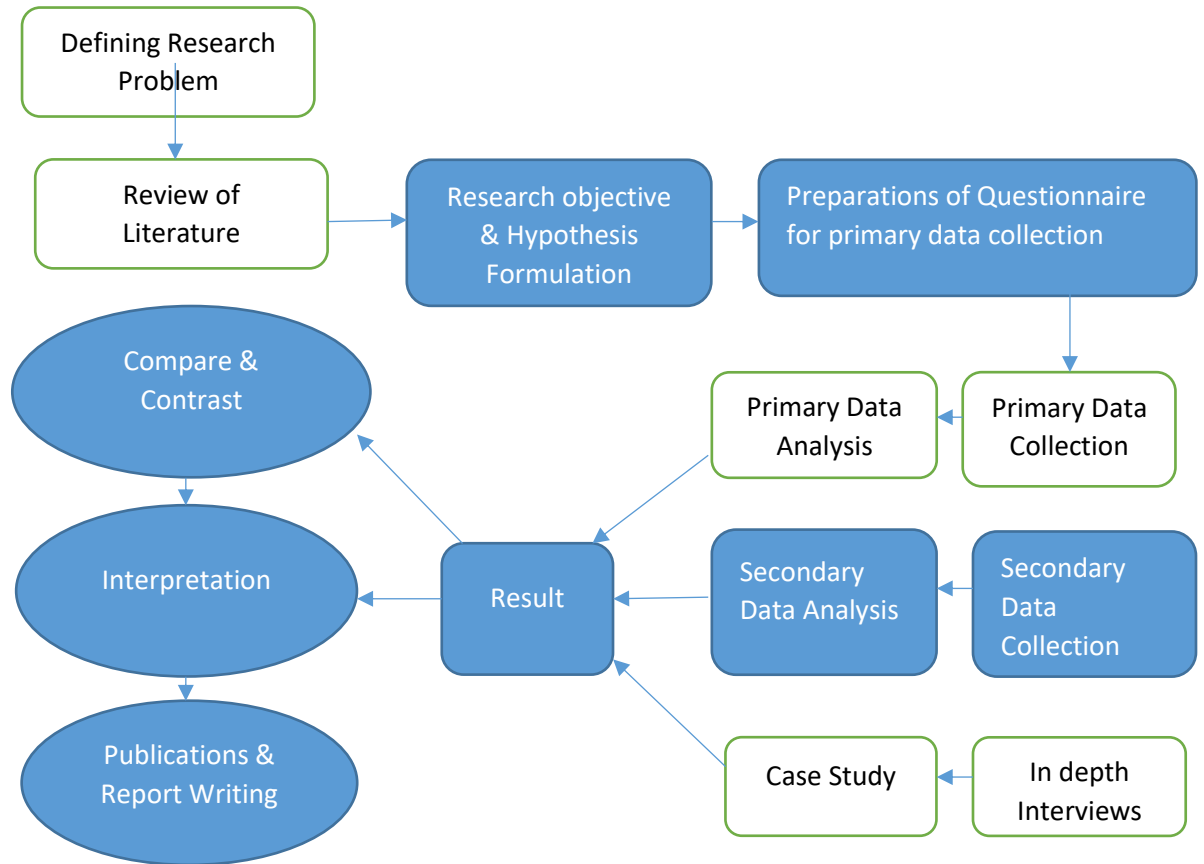 Defining Research
Problem
Review of
Literature
Research objective
& Hypothesis
Formulation
Preparations of Questionnaire
for primary data collection
Compare &
Contrast
Primary Data
Analysis
Primary Data
Collection
Interpretation
Result
Secondary
Data Analysis
Secondary
Data
Collection
Publications &
Report Writing
Case Study
In depth
Interviews